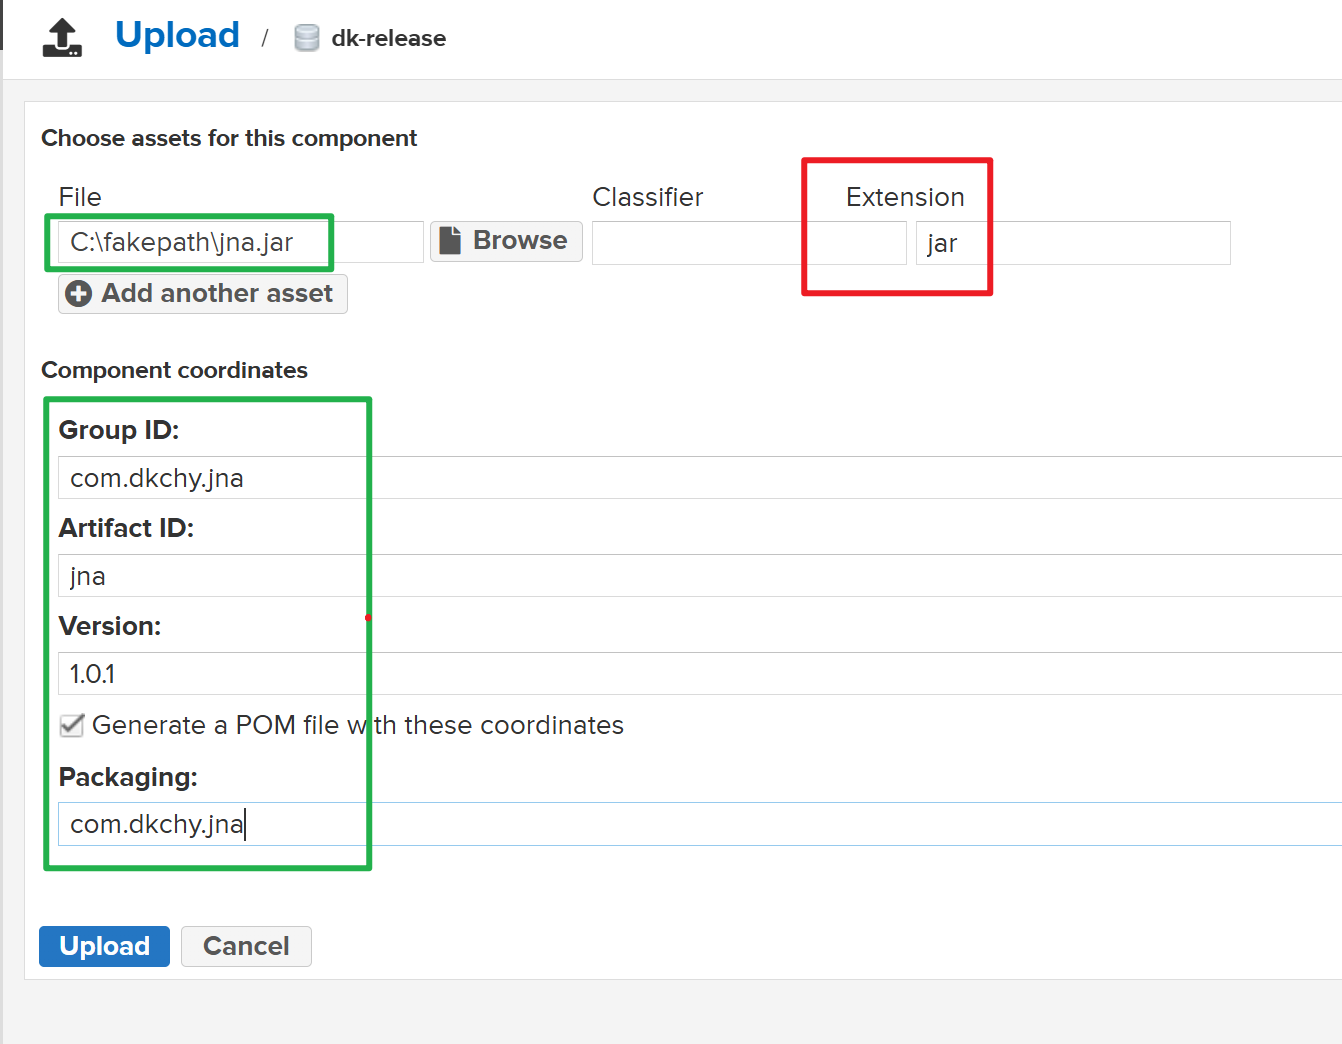 Upload / dk-release
Choose assets for this component
File Classifier Extension
C:\fakepath\jna.jar Browse jar
Add another asset
Component coordinates
Group ID:
com.dkchy.jna
Artifact ID:
jna
Version:
1.0.1
Generate a POM file with these coordinates
Packaging:
com.dkchy.jna
Upload Cancel